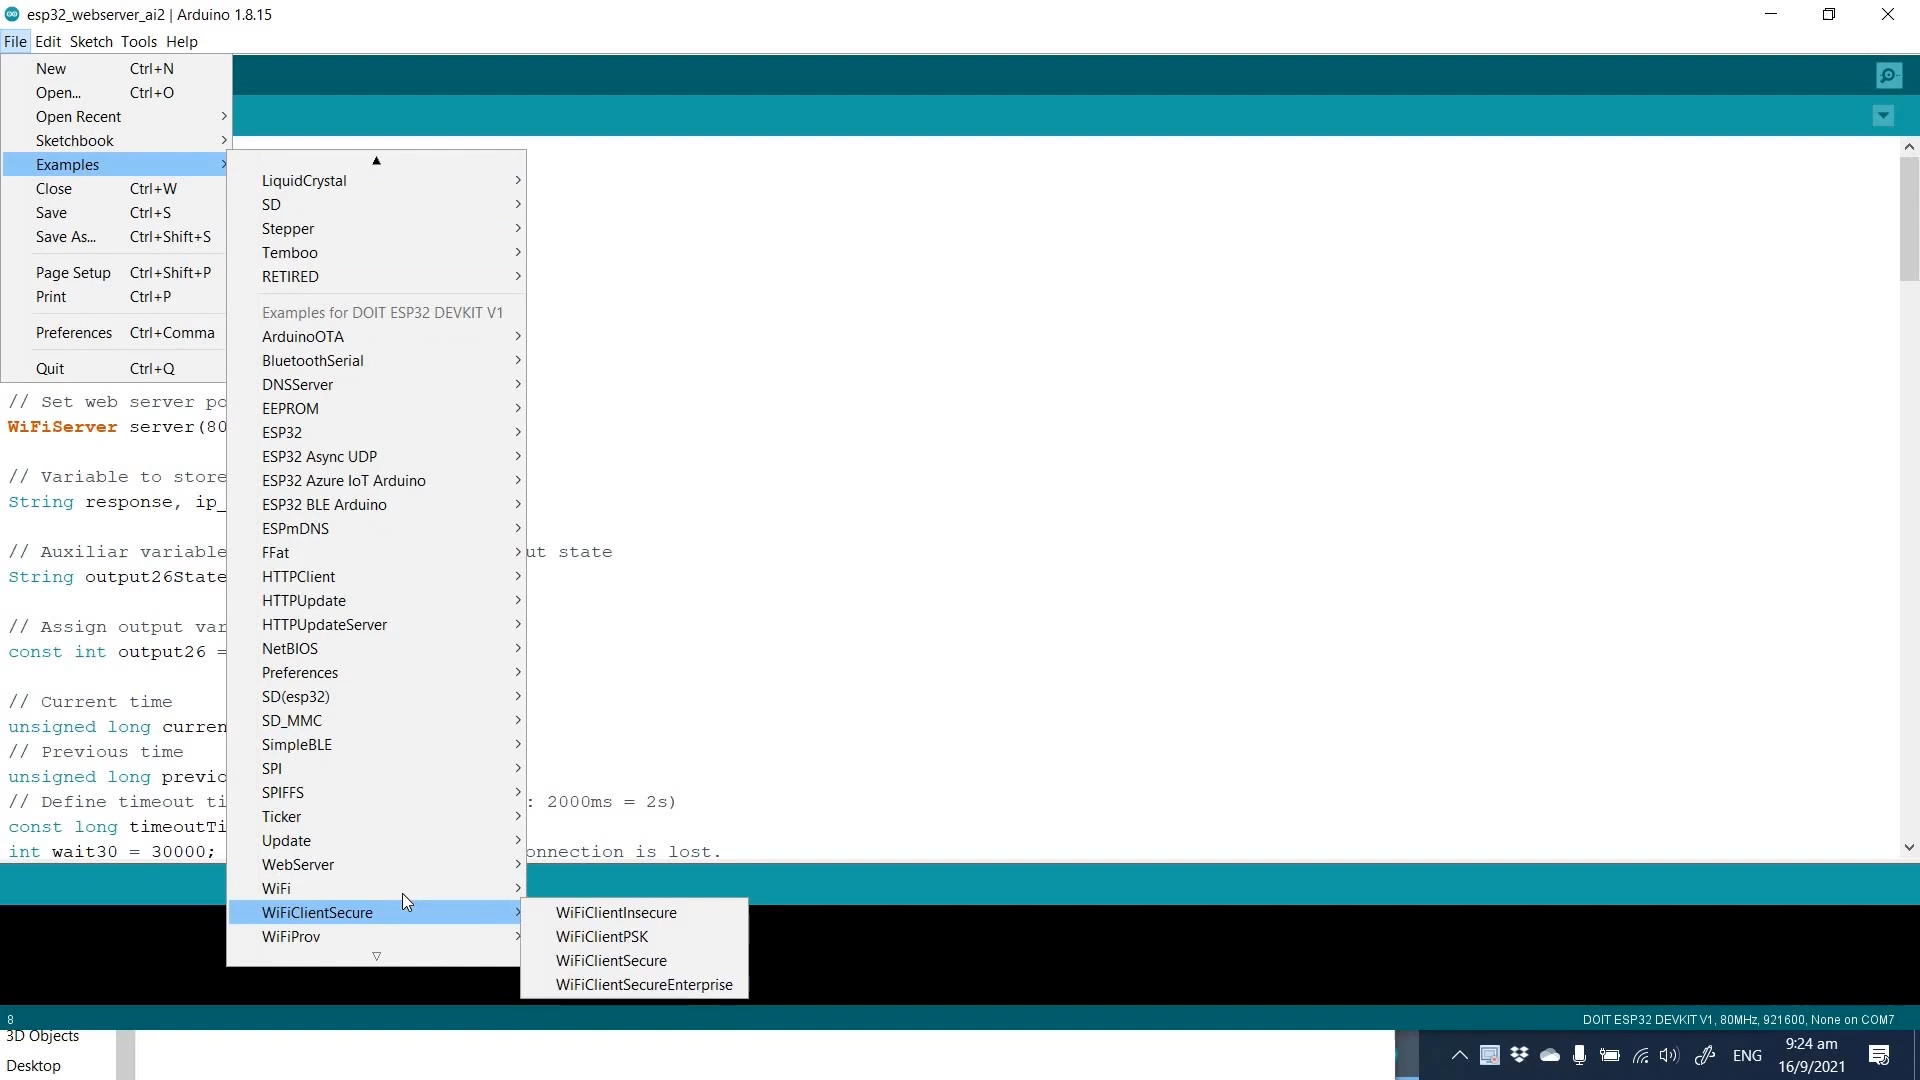 esp32_webserver_ai2 | Arduino 1.8.15
File Edit Sketch Tools Help
New Ctrl+N
Open... Ctrl+O
Open Recent
Sketchbook
Examples
Close Ctrl+W
Save Ctrl+S
Save As... Ctrl+Shift+S
Page Setup Ctrl+Shift+P
Print Ctrl+P
Preferences Ctrl+Comma
Quit Ctrl+Q
LiquidCrystal
SD
Stepper
Temboo
RETIRED
Examples for DOIT ESP32 DEVKIT V1
ArduinoOTA
BluetoothSerial
DNSServer
EEPROM
ESP32
ESP32 Async UDP
ESP32 Azure IoT Arduino
ESP32 BLE Arduino
ESPmDNS
FFat
HTTPClient
HTTPUpdate
HTTPUpdateServer
NetBIOS
Preferences
SD(esp32)
SD_MMC
SimpleBLE
SPI
SPIFFS
Ticker
Update
WebServer
WiFi
WiFiClientSecure
WiFiProv
WiFiClientInsecure
WiFiClientPSK
WiFiClientSecure
WiFiClientSecureEnterprise
// Set web server po
WiFiServer server(80
// Variable to store
String response, ip_
// Auxiliar variable ut state
String output26State
// Assign output var
const int output26 =
// Current time
unsigned long curren
// Previous time
unsigned long previo
// Define timeout ti : 2000ms = 2s)
const long timeoutTi
int wait30 = 30000; onnection is lost.
8
DOIT ESP32 DEVKIT V1, 80MHz, 921600, None on COM7
3D Objects
Desktop
ENG
9:24 am
16/9/2021